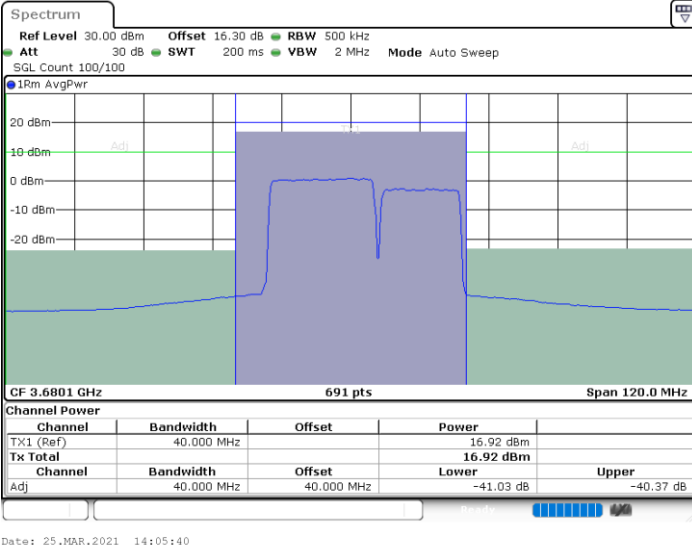 Spectrum
Ref Level 30.00 dBm Offset 16.30 dB RBW 500 kHz
Att 30 dB SWT 200 ms VBW 2 MHz Mode Auto Sweep
SGL Count 100/100
1Rm AvgPwr
20 dBm
TX1
Adj Adj
10 dBm
0 dBm
-10 dBm
-20 dBm
CF 3.6801 GHz 691 pts Span 120.0 MHz
Channel Power
Channel Bandwidth Offset Power
TX1 (Ref) 40.000 MHz 16.92 dBm
Tx Total 16.92 dBm
Channel Bandwidth Offset Lower Upper
Adj 40.000 MHz 40.000 MHz -41.03 dB -40.37 dB
Ready
Date: 25.MAR.2021 14:05:40